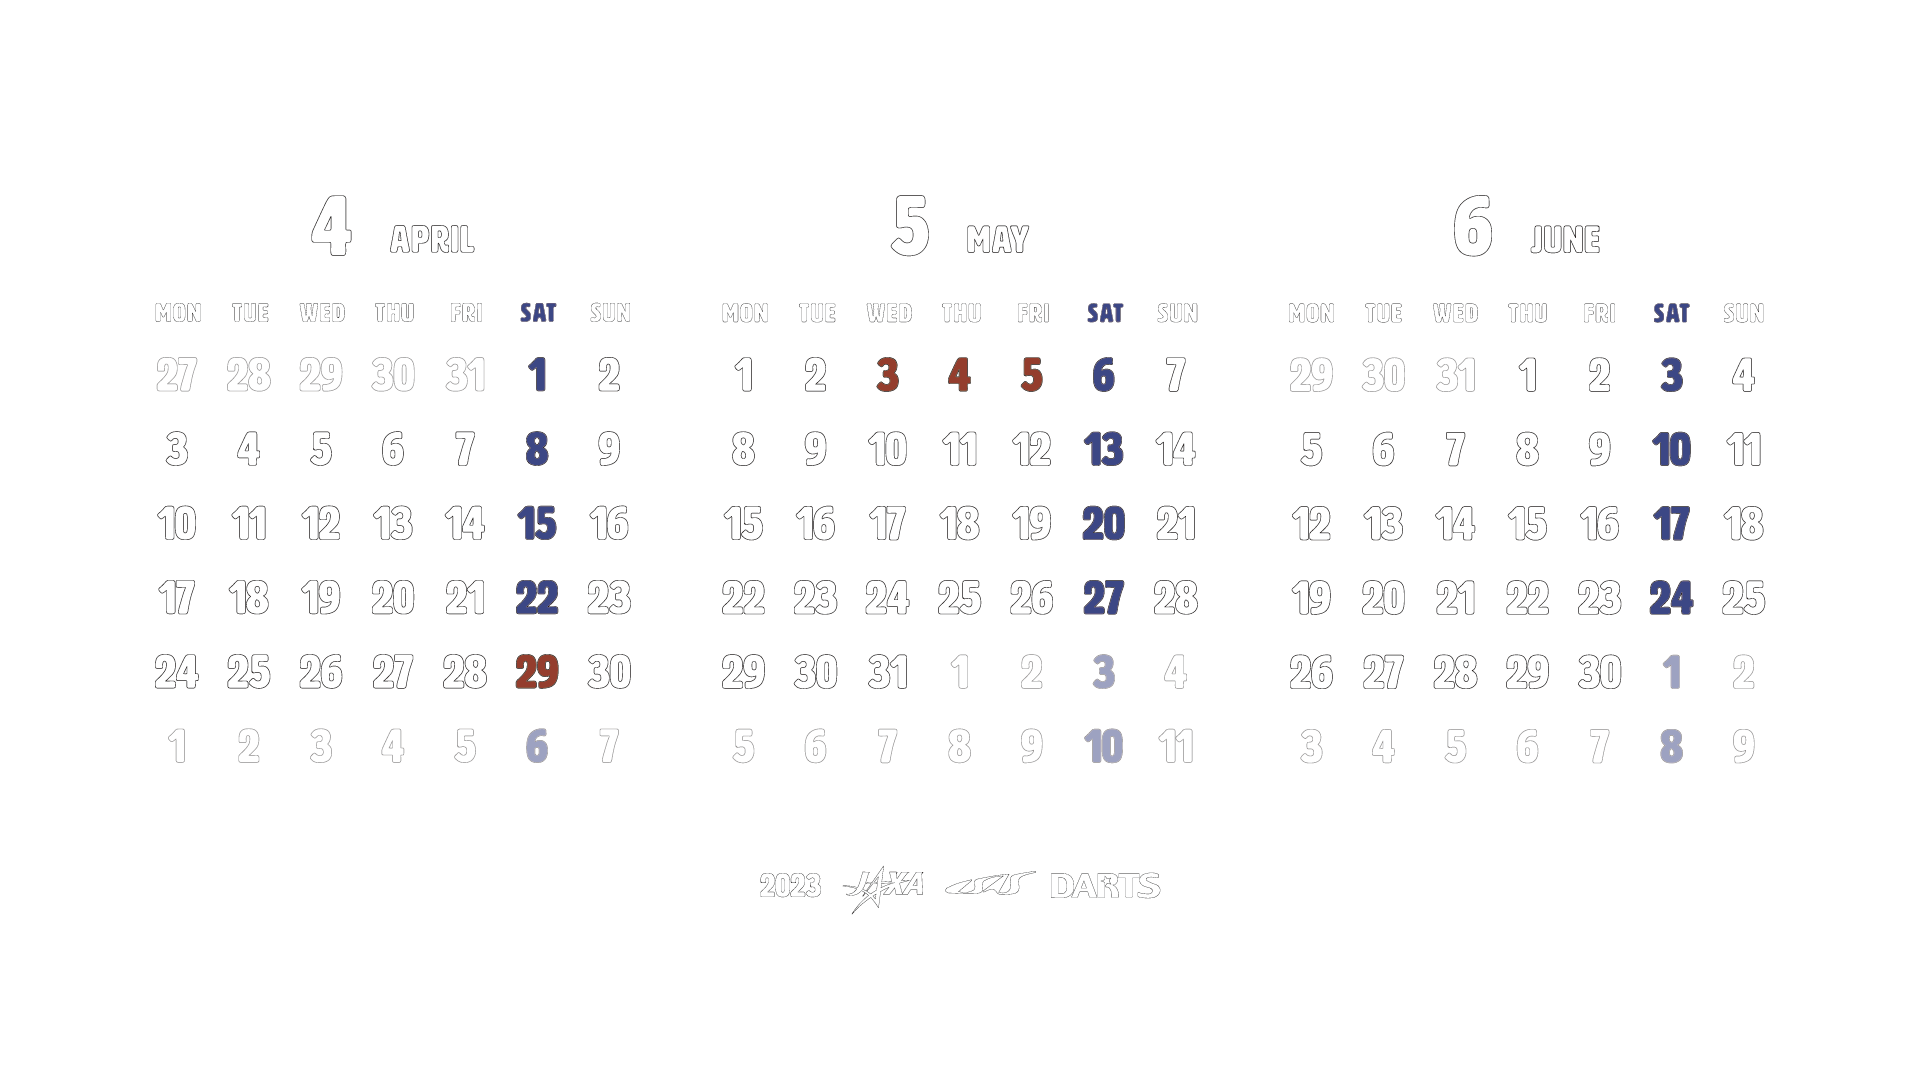 4 APRIL
MON TUE WED THU FRI SAT SUN
27 28 29 30 31 1 2
3 4 5 6 7 8 9
10 11 12 13 14 15 16
17 18 19 20 21 22 23
24 25 26 27 28 29 30
1 2 3 4 5 6 7
5 MAY
MON TUE WED THU FRI SAT SUN
1 2 3 4 5 6 7
8 9 10 11 12 13 14
15 16 17 18 19 20 21
22 23 24 25 26 27 28
29 30 31 1 2 3 4
5 6 7 8 9 10 11
6 JUNE
MON TUE WED THU FRI SAT SUN
29 30 31 1 2 3 4
5 6 7 8 9 10 11
12 13 14 15 16 17 18
19 20 21 22 23 24 25
26 27 28 29 30 1 2
3 4 5 6 7 8 9
2023 JAXA ISAS DARTS